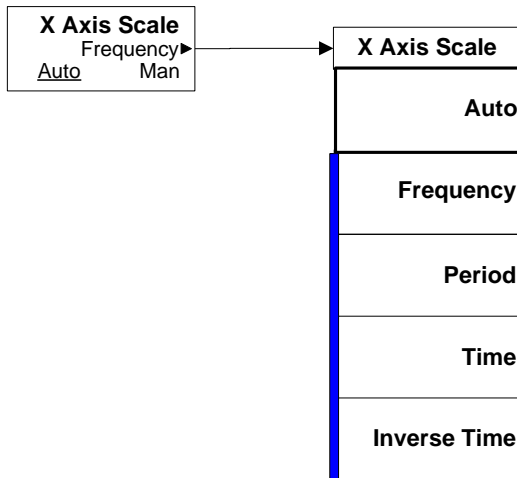 X Axis Scale
Frequency
Auto Man
X Axis Scale
Auto
Frequency
Period
Time
Inverse Time